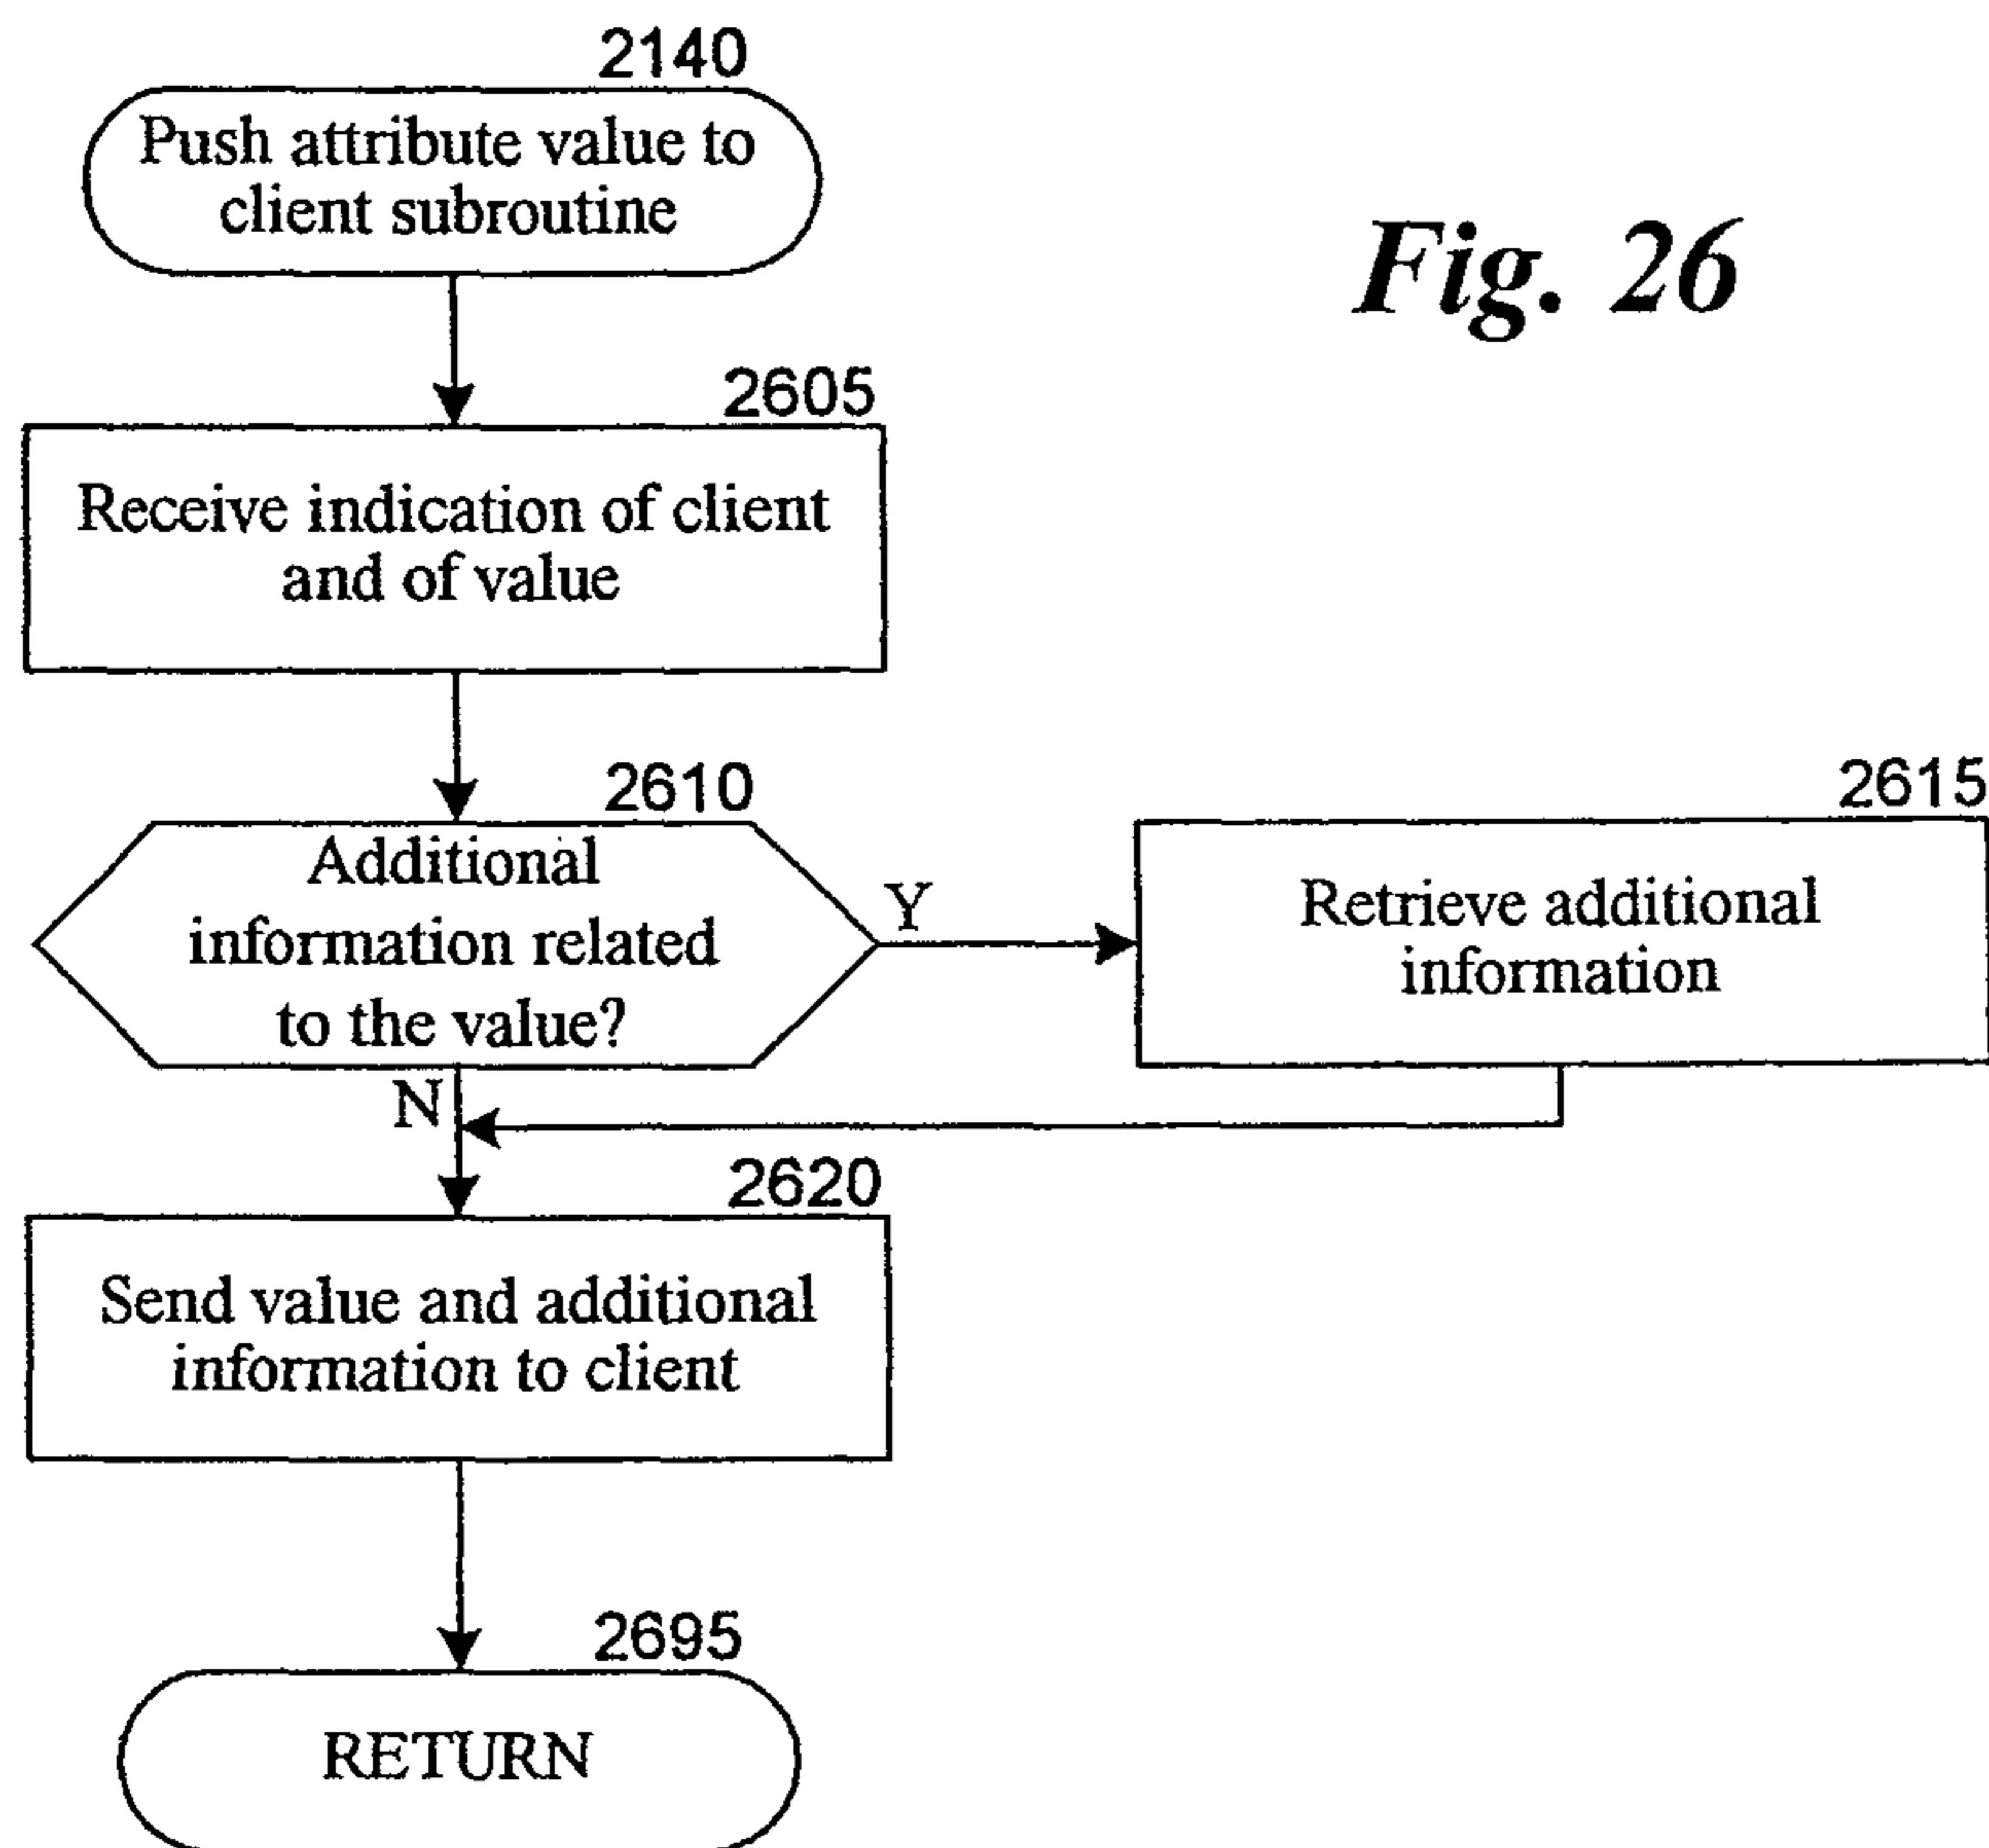 2140
Push attribute value to
client subroutine
Fig. 26
2605
Receive indication of client
and of value
2610
Additional
information related
to the value?
Y
N
2615
Retrieve additional
information
2620
Send value and additional
information to client
2695
RETURN